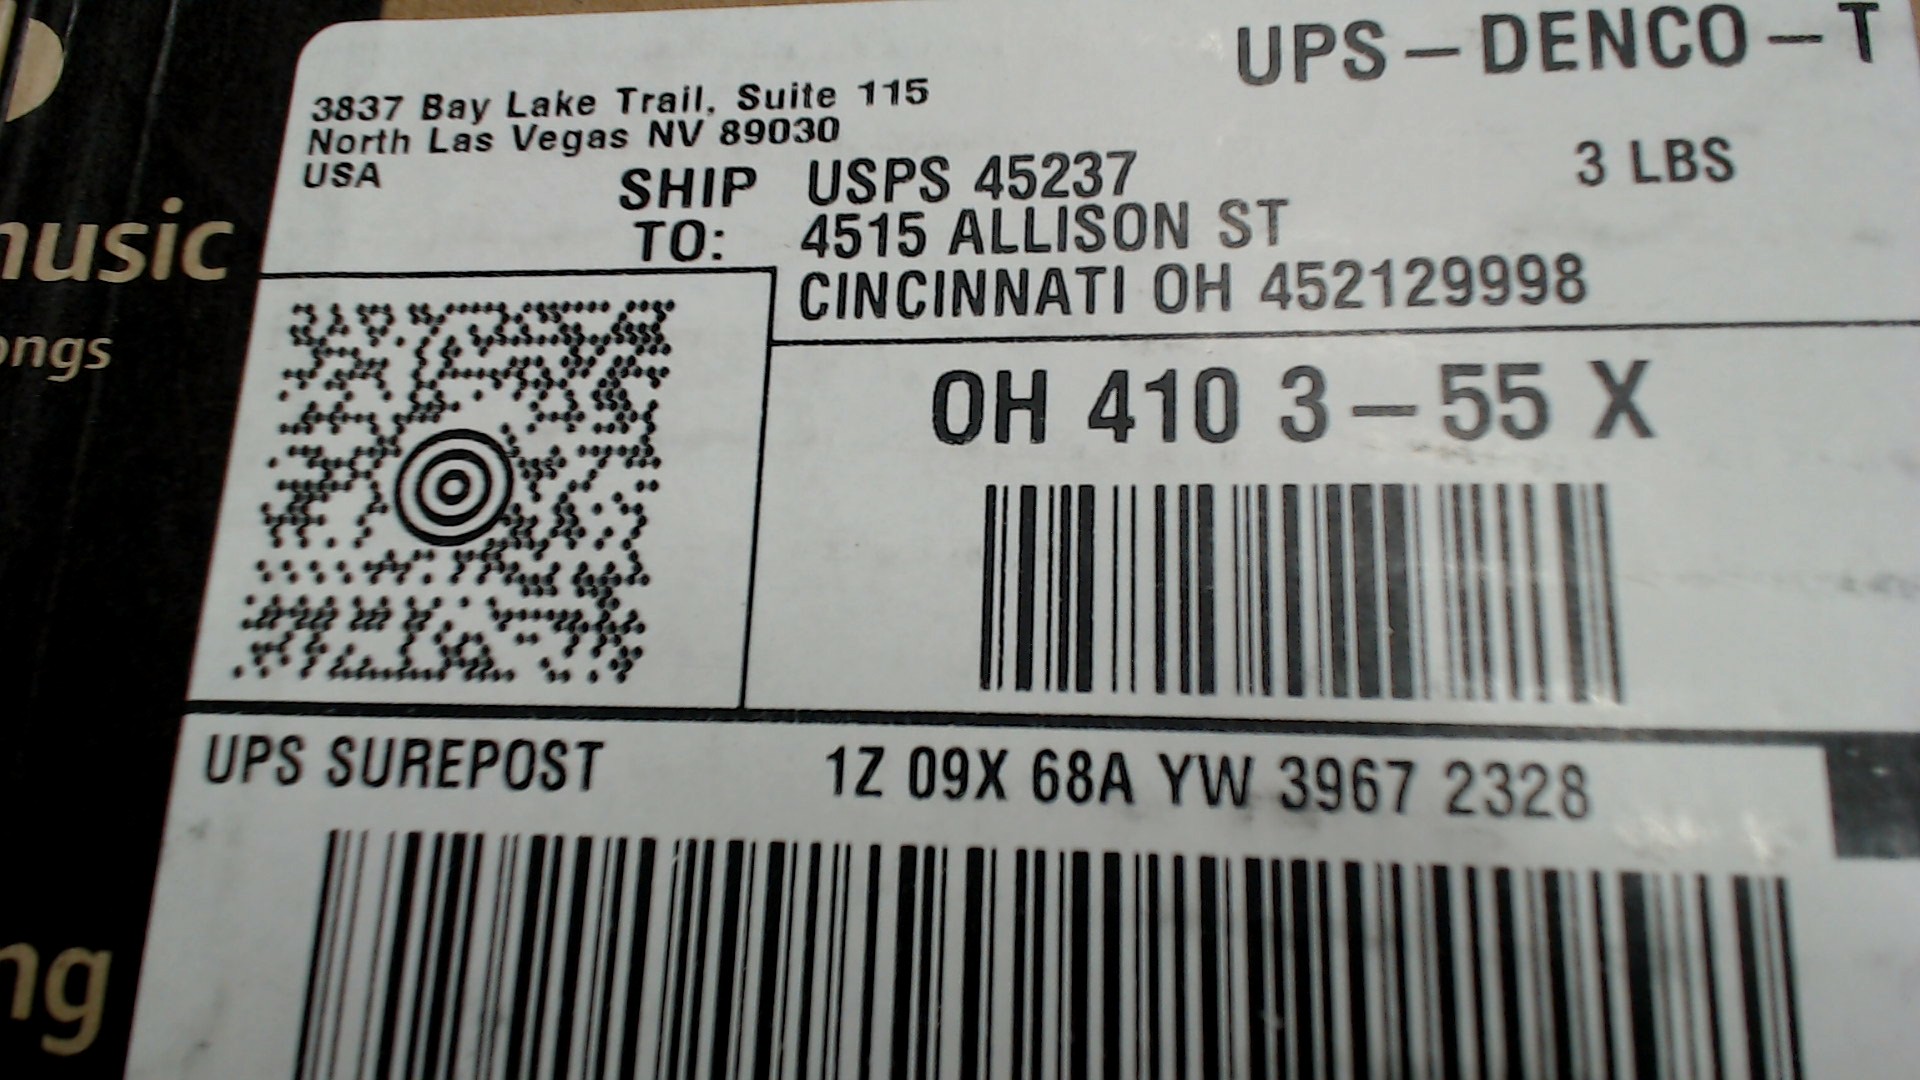 UPS – DENCO – T
3837 Bay Lake Trail, Suite 115
North Las Vegas NV 89030
USA
3 LBS
SHIP TO:
USPS 45237
4515 ALLISON ST
CINCINNATI OH 452129998
OH 410 3 – 55 X
UPS SUREPOST
1Z 09X 68A YW 3967 2328
music
ongs
ng